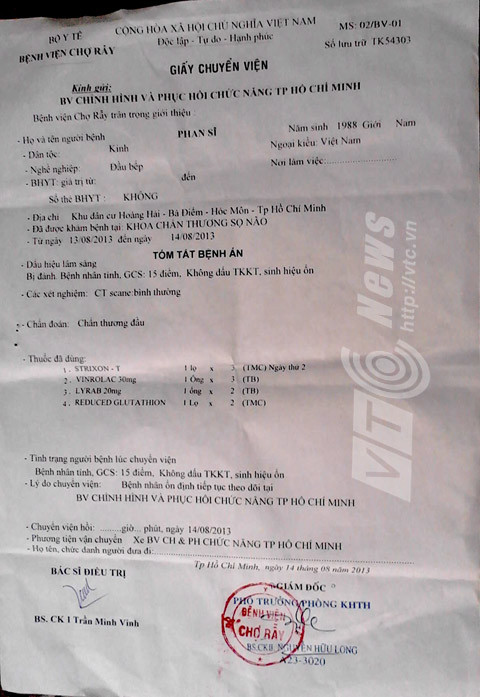 BỘ Y TẾ
BỆNH VIỆN CHỢ RẪY
CỘNG HÒA XÃ HỘI CHỦ NGHĨA VIỆT NAM
Độc lập - Tự do - Hạnh phúc
MS: 02/BV-01
Số lưu trữ TK54303
GIẤY CHUYỂN VIỆN
Kính gửi:
BV CHỈNH HÌNH VÀ PHỤC HỒI CHỨC NĂNG TP HỒ CHÍ MINH
Bệnh viện Chợ Rẫy trân trọng giới thiệu
- Họ và tên người bệnh PHAN SĨ Năm sinh 1988 Giới Nam
- Dân tộc: Kinh Ngoại kiều: Việt Nam
- Nghề nghiệp: Đầu bếp Nơi làm việc:
- BHYT: giá trị từ: đến
Số thẻ BHYT : KHÔNG
- Địa chỉ Khu dân cư Hoàng Hải - Bà Điểm - Hóc Môn - Tp Hồ Chí Minh
- Đã được khám bệnh tại: KHOA CHẤN THƯƠNG SỌ NÃO
- Từ ngày 13/08/2013 đến ngày 14/08/2013
TÓM TẮT BỆNH ÁN
- Dấu hiệu lâm sàng
Bị đánh. Bệnh nhân tỉnh, GCS: 15 điểm, Không dấu TKKT, sinh hiệu ổn
- Các xét nghiệm: CT scane:bình thường
- Chẩn đoán: Chấn thương đầu
- Thuốc đã dùng:
1. STRIXON - T 1 lọ x 3 (TMC) Ngày thứ 2
2. VINROLAC 30mg 1 Ống x 3 (TB)
3. LYRAB 20mg 1 ống x 2 (TB)
4. REDUCED GLUTATHION 1 Lọ x 2 (TMC)
- Tình trạng người bệnh lúc chuyển viện
Bệnh nhân tỉnh, GCS: 15 điểm, Không dấu TKKT, sinh hiệu ổn
- Lý do chuyển viện: Bệnh nhân ổn định tiếp tục theo dõi tại
BV CHỈNH HÌNH VÀ PHỤC HỒI CHỨC NĂNG TP HỒ CHÍ MINH
- Chuyển viện hồi: .........giờ... phút, ngày 14/08/2013
- Phương tiện vận chuyển Xe BV CH & PH CHỨC NĂNG TP HỒ CHÍ MINH
- Họ tên, chức danh người đưa đi:
Tp Hồ Chí Minh, ngày 14 tháng 08 năm 2013
BÁC SĨ ĐIỀU TRỊ
GIÁM ĐỐC
PHÓ TRƯỞNG PHÒNG KHTH
BỆNH VIỆN
CHỢ RẪY
BS. CK I Trần Minh Vinh
BS.CKII. NGUYỄN HỮU LONG
A23-3020
VTC News
http://vtc.vn